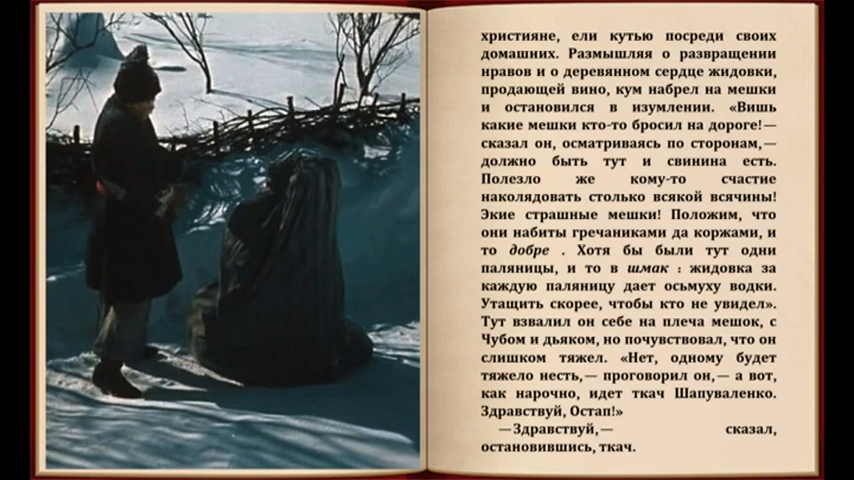 християне, ели кутью посреди своих
домашних. Размышляя о развращении
нравов и о деревянном сердце жидовки,
продающей вино, кум набрел на мешки
и остановился в изумлении. «Вишь
какие мешки кто-то бросил на дороге!—
сказал он, осматриваясь по сторонам,—
должно быть тут и свинина есть.
Полезло же кому-то счастие
наколядовать столько всякой всячины!
Экие страшные мешки! Положим, что
они набиты гречаниками да коржами, и
то добре . Хотя бы были тут одни
паляницы, и то в шмак : жидовка за
каждую паляницу дает осьмуху водки.
Утащить скорее, чтобы кто не увидел».
Тут взвалил он себе на плеча мешок, с
Чубом и дьяком, но почувствовал, что он
слишком тяжел. «Нет, одному будет
тяжело несть,— проговорил он,— а вот,
как нарочно, идет ткач Шапуваленко.
Здравствуй, Остап!»
—Здравствуй,— сказал,
остановившись, ткач.